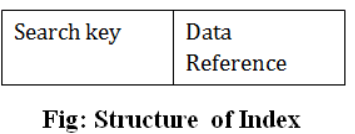 Search key
Data
Reference
Fig: Structure of Index